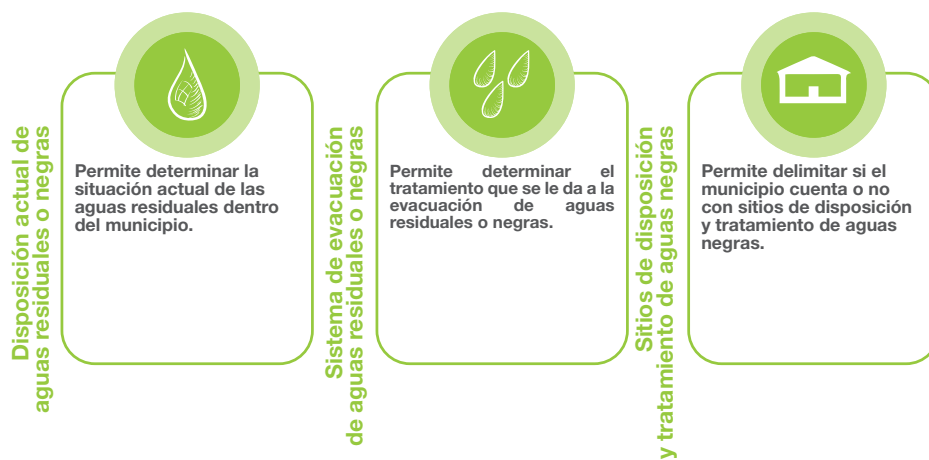 Disposición actual de
aguas residuales o negras
Permite determinar la
situación actual de las
aguas residuales dentro
del municipio.
Sistema de evacuación
de aguas residuales o negras
Permite determinar el
tratamiento que se le da a la
evacuación de aguas
residuales o negras.
Sitios de disposición
y tratamiento de aguas negras
Permite delimitar si el
municipio cuenta o no
con sitios de disposición
y tratamiento de aguas
negras.